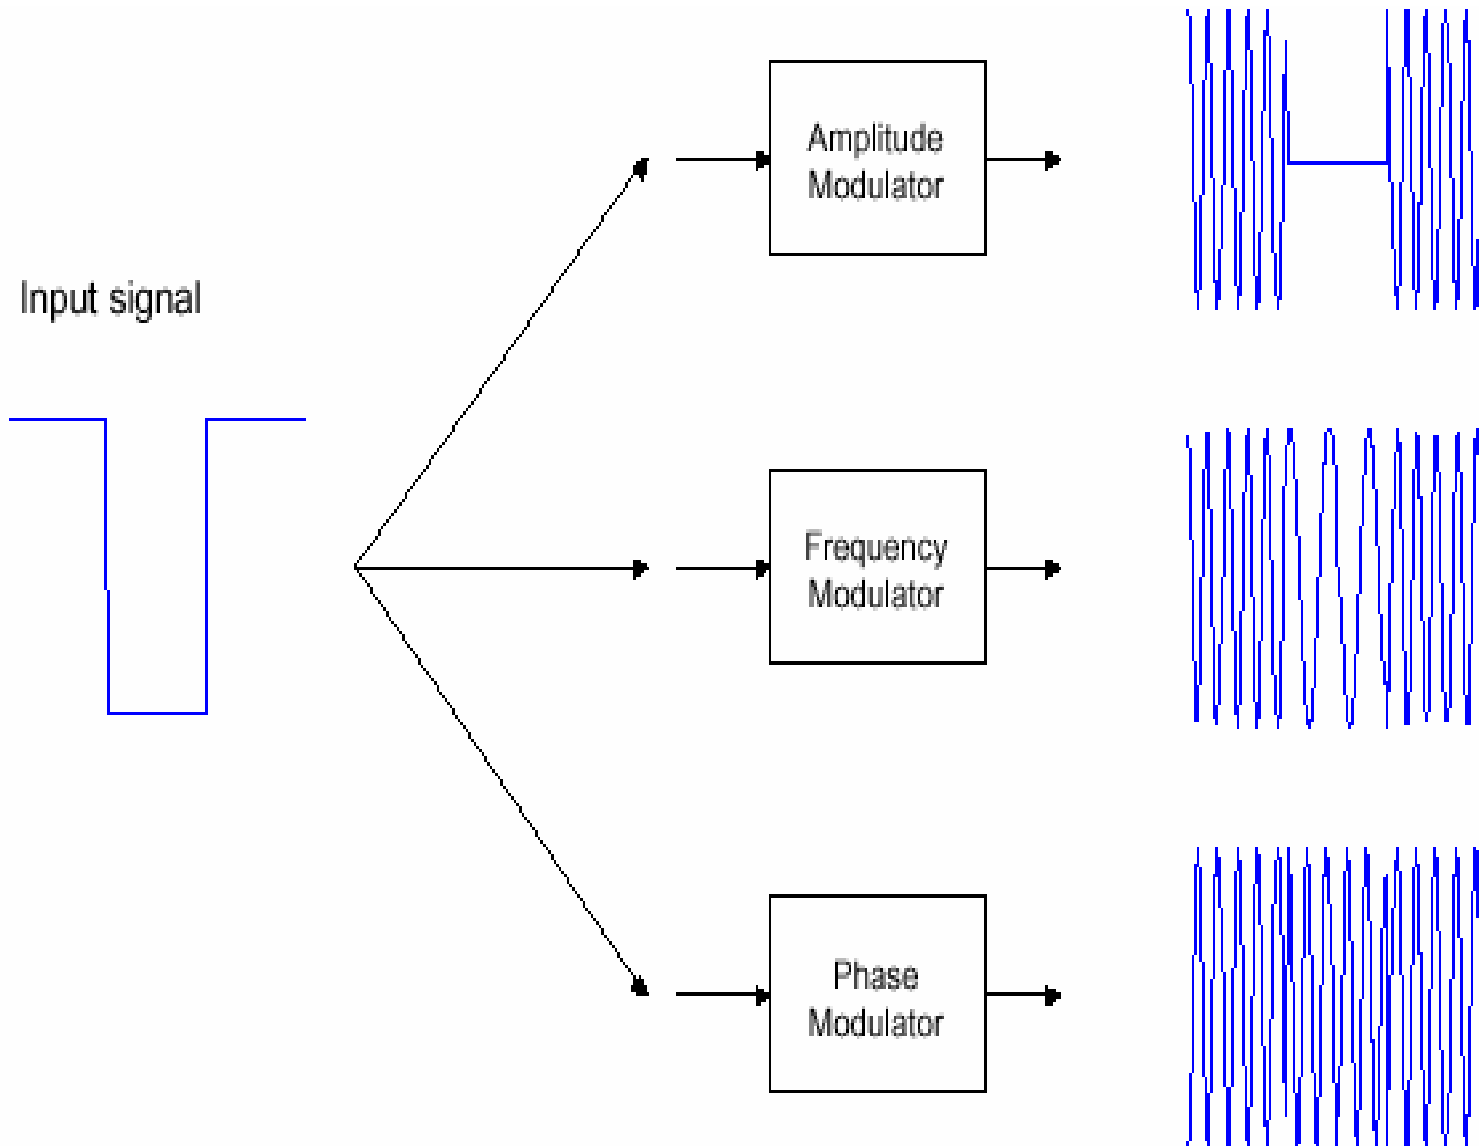 Input signal
Amplitude
Modulator
Frequency
Modulator
Phase
Modulator